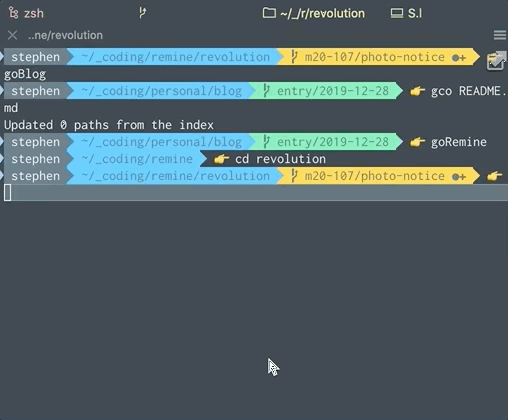 zsh ~/_/r/revolution S.l
..ne/revolution
stephen ~/_coding/remine/revolution m20-107/photo-notice
goBlog
stephen ~/_coding/personal/blog entry/2019-12-28 gco README.
md
Updated 0 paths from the index
stephen ~/_coding/personal/blog entry/2019-12-28 goRemine
stephen ~/_coding/remine cd revolution
stephen ~/_coding/remine/revolution m20-107/photo-notice